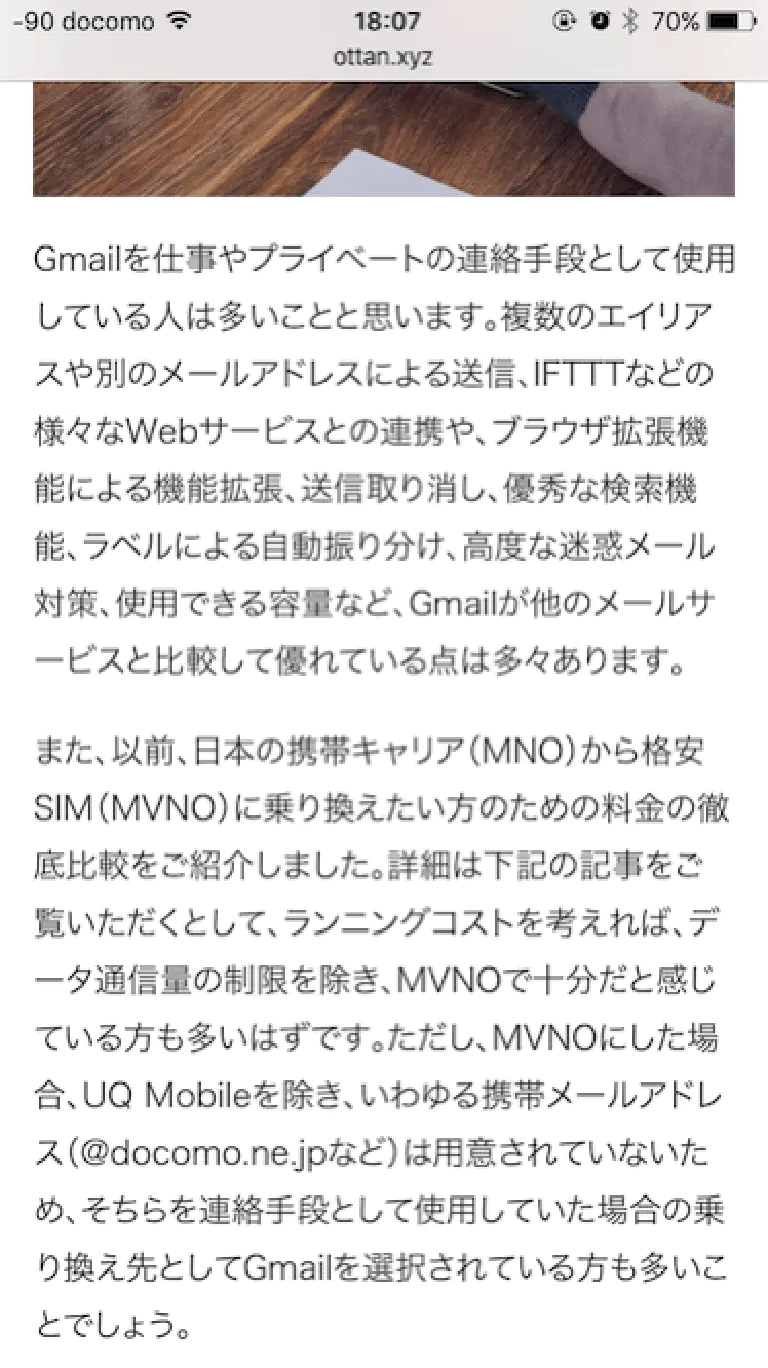 -90 docomo 18:07 70%
ottan.xyz
Gmailを仕事やプライベートの連絡手段として使用
している人は多いことと思います。複数のエイリア
スや別のメールアドレスによる送信、IFTTTなどの
様々なWebサービスとの連携や、ブラウザ拡張機
能による機能拡張、送信取り消し、優秀な検索機
能、ラベルによる自動振り分け、高度な迷惑メール
対策、使用できる容量など、Gmailが他のメールサ
ービスと比較して優れている点は多々あります。
また、以前、日本の携帯キャリア（MNO）から格安
SIM（MVNO）に乗り換えたい方のための料金の徹
底比較をご紹介しました。詳細は下記の記事をご
覧いただくとして、ランニングコストを考えれば、デ
ータ通信量の制限を除き、MVNOで十分だと感じ
ている方も多いはずです。ただし、MVNOにした場
合、UQ Mobileを除き、いわゆる携帯メールアドレ
ス（@docomo.ne.jpなど）は用意されていないた
め、そちらを連絡手段として使用していた場合の乗
り換え先としてGmailを選択されている方も多いこ
とでしょう。